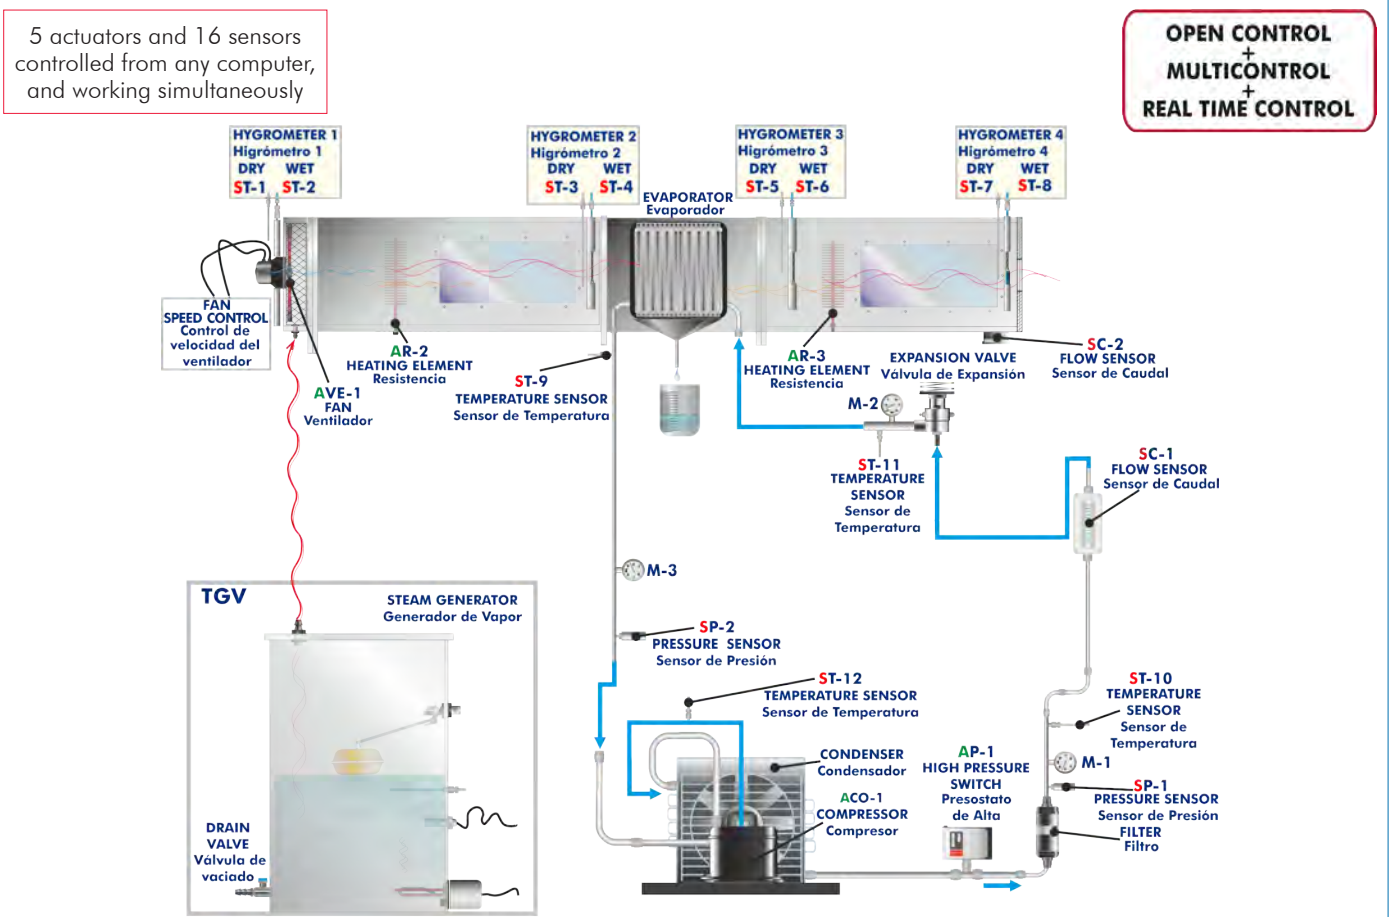 5 actuators and 16 sensors
controlled from any computer,
and working simultaneously
OPEN CONTROL
+
MULTICONTROL
+
REAL TIME CONTROL
HYGROMETER 1
Higrómetro 1
DRY WET
ST-1 ST-2
HYGROMETER 2
Higrómetro 2
DRY WET
ST-3 ST-4
HYGROMETER 3
Higrómetro 3
DRY WET
ST-5 ST-6
HYGROMETER 4
Higrómetro 4
DRY WET
ST-7 ST-8
EVAPORATOR
Evaporador
FAN
SPEED CONTROL
Control de
velocidad del
ventilador
AVE-1
FAN
Ventilador
AR-2
HEATING ELEMENT
Resistencia
ST-9
TEMPERATURE SENSOR
Sensor de Temperatura
AR-3
HEATING ELEMENT
Resistencia
EXPANSION VALVE
Válvula de Expansión
SC-2
FLOW SENSOR
Sensor de Caudal
M-2
ST-11
TEMPERATURE
SENSOR
Sensor de
Temperatura
SC-1
FLOW SENSOR
Sensor de Caudal
M-3
SP-2
PRESSURE SENSOR
Sensor de Presión
TGV
STEAM GENERATOR
Generador de Vapor
DRAIN
VALVE
Válvula de
vaciado
ST-12
TEMPERATURE SENSOR
Sensor de Temperatura
CONDENSER
Condensador
ACO-1
COMPRESSOR
Compresor
AP-1
HIGH PRESSURE
SWITCH
Presostato
de Alta
ST-10
TEMPERATURE
SENSOR
Sensor de
Temperatura
M-1
SP-1
PRESSURE SENSOR
Sensor de Presión
FILTER
Filtro